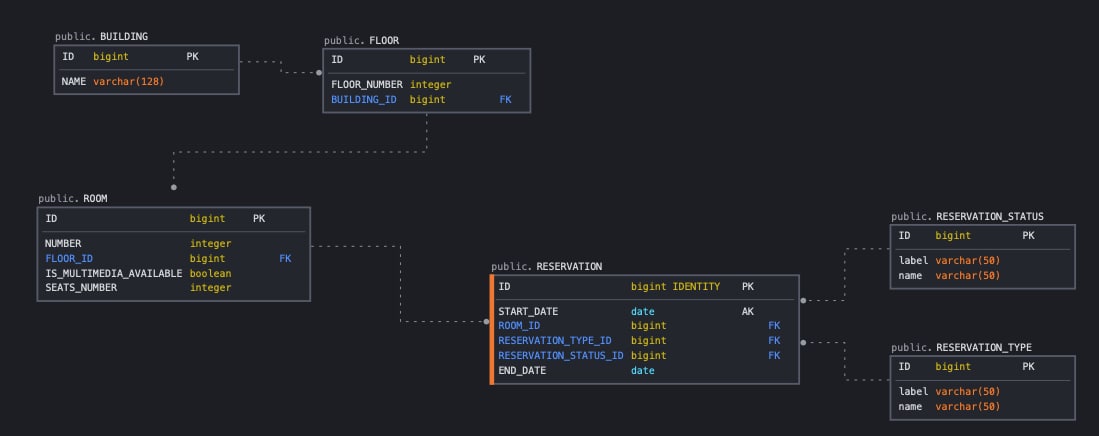 public. BUILDING
ID bigint PK
NAME varchar(128)
public. FLOOR
ID bigint PK
FLOOR_NUMBER integer
BUILDING_ID bigint FK
public. ROOM
ID bigint PK
NUMBER integer
FLOOR_ID bigint FK
IS_MULTIMEDIA_AVAILABLE boolean
SEATS_NUMBER integer
public. RESERVATION
ID bigint IDENTITY PK
START_DATE date AK
ROOM_ID bigint FK
RESERVATION_TYPE_ID bigint FK
RESERVATION_STATUS_ID bigint FK
END_DATE date
public. RESERVATION_STATUS
ID bigint PK
label varchar(50)
name varchar(50)
public. RESERVATION_TYPE
ID bigint PK
label varchar(50)
name varchar(50)